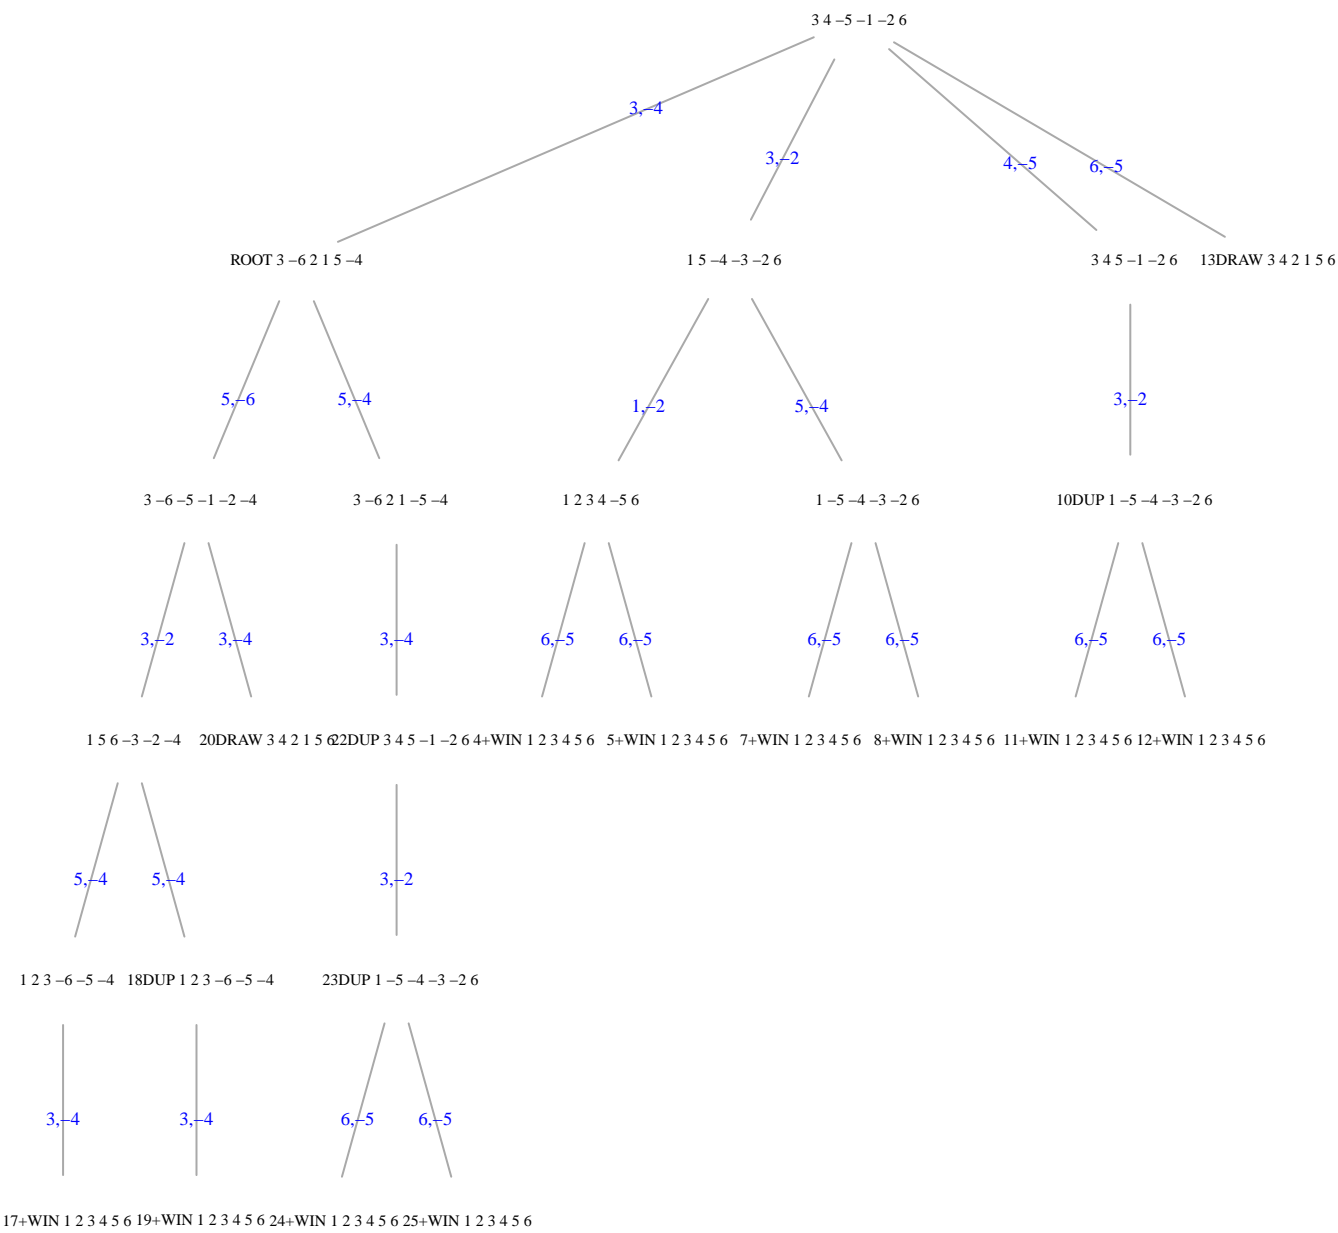 3 4 –5 –1 –2 6
3,–4
3,–2
4,–5
6,–5
ROOT 3 –6 2 1 5 –4
1 5 –4 –3 –2 6
3 4 5 –1 –2 6
13DRAW 3 4 2 1 5 6
5,–6
5,–4
1,–2
5,–4
3,–2
3 –6 –5 –1 –2 –4
3 –6 2 1 –5 –4
1 2 3 4 –5 6
1 –5 –4 –3 –2 6
10DUP 1 –5 –4 –3 –2 6
3,–2
3,–4
3,–4
6,–5
6,–5
6,–5
6,–5
6,–5
6,–5
1 5 6 –3 –2 –4
20DRAW 3 4 2 1 5 6
22DUP 3 4 5 –1 –2 6
4+WIN 1 2 3 4 5 6
5+WIN 1 2 3 4 5 6
7+WIN 1 2 3 4 5 6
8+WIN 1 2 3 4 5 6
11+WIN 1 2 3 4 5 6
12+WIN 1 2 3 4 5 6
5,–4
5,–4
3,–2
1 2 3 –6 –5 –4
18DUP 1 2 3 –6 –5 –4
23DUP 1 –5 –4 –3 –2 6
3,–4
3,–4
6,–5
6,–5
17+WIN 1 2 3 4 5 6
19+WIN 1 2 3 4 5 6
24+WIN 1 2 3 4 5 6
25+WIN 1 2 3 4 5 6